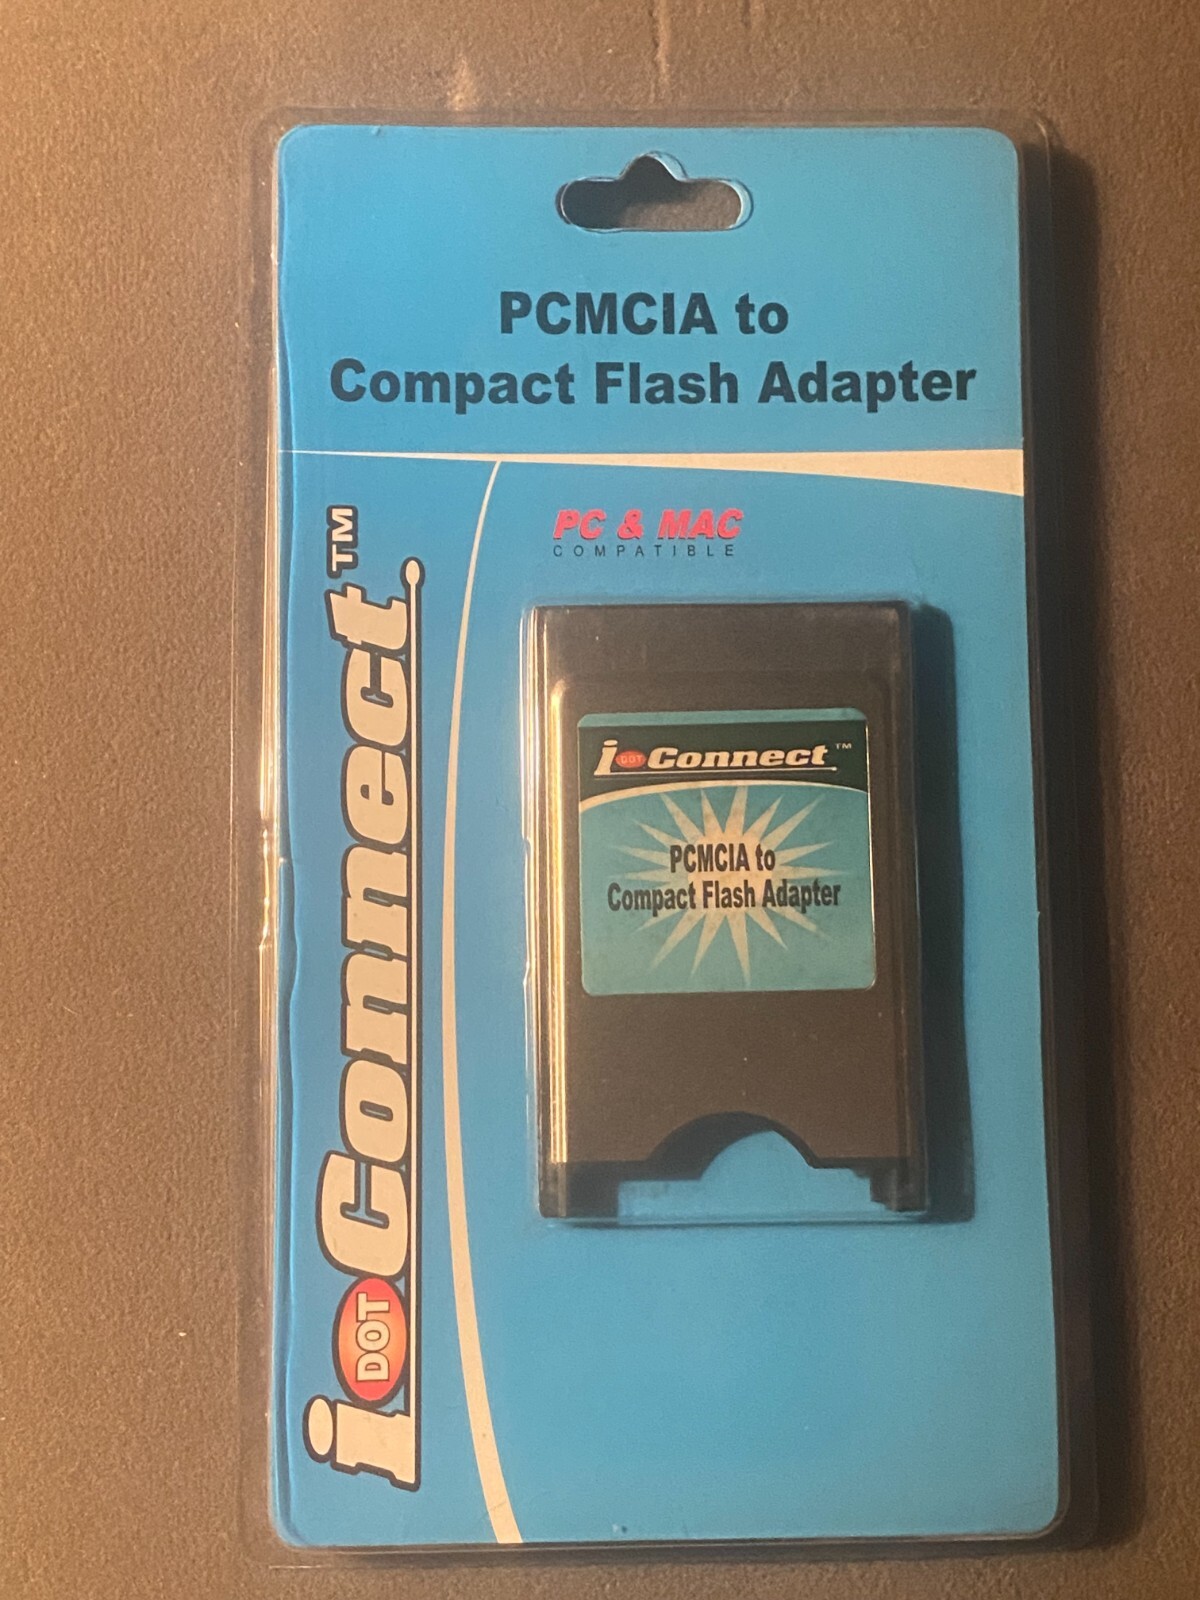 PCMCIA to
Compact Flash Adapter
PC & MAC
COMPATIBLE
i DOT Connect™
i DOT Connect™
PCMCIA to
Compact Flash Adapter